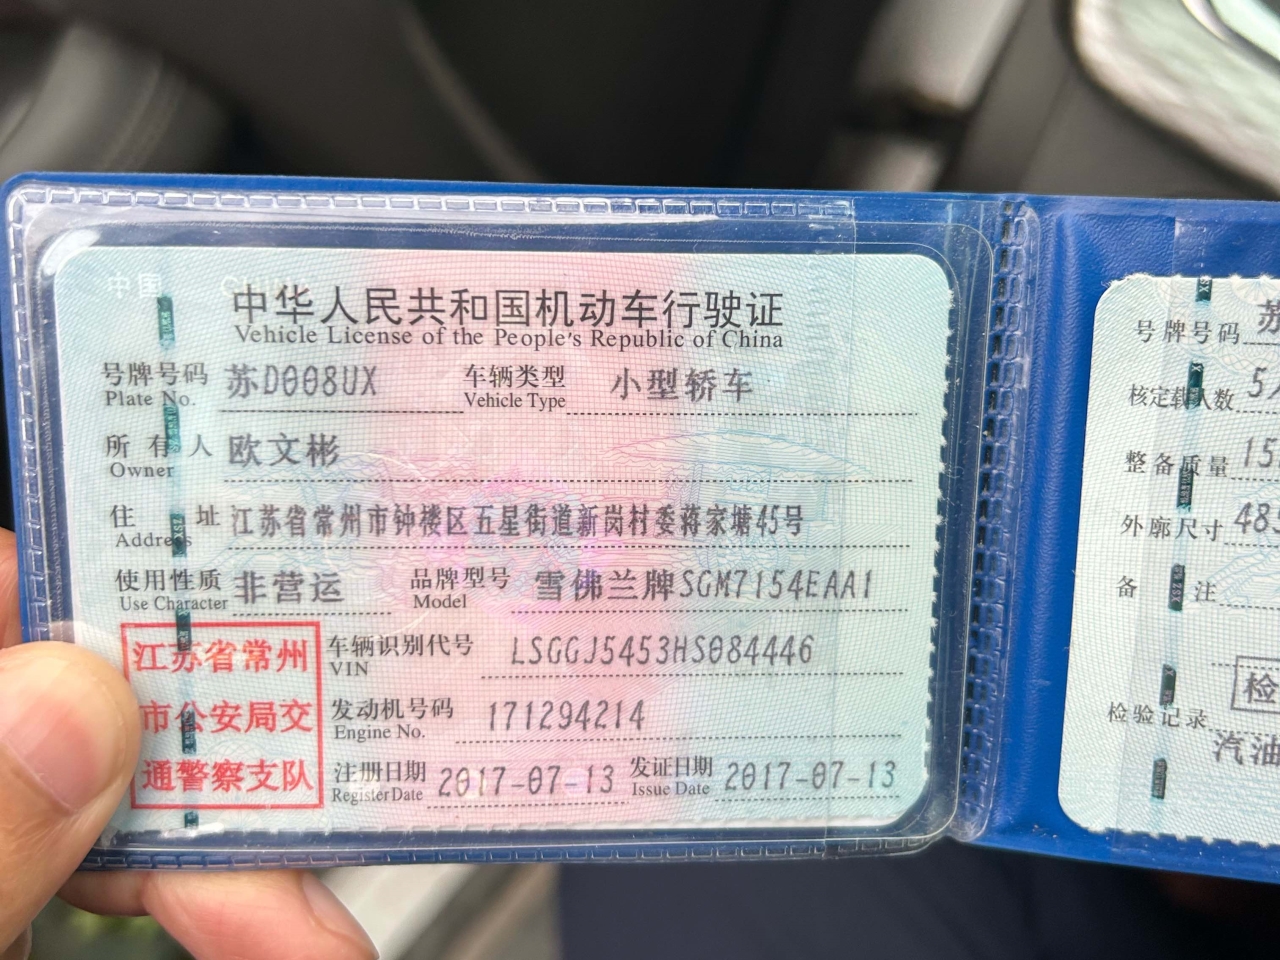 中华人民共和国机动车行驶证
Vehicle License of the People's Republic of China
号牌号码 苏D008UX 车辆类型 小型轿车
Plate No. Vehicle Type
所有人 欧文彬
Owner
住址 江苏省常州市钟楼区五星街道新岗村委蒋家塘45号
Address
使用性质 非营运 品牌型号 雪佛兰牌SGM7154EAA1
Use Character Model
江苏省常州
市公安局交
通警察支队
车辆识别代号 LSGGJ5453HS084446
VIN
发动机号码 171294214
Engine No.
注册日期 2017-07-13 发证日期 2017-07-13
Register Date Issue Date
号牌号码 苏
核定载人数 5
整备质量 15
外廓尺寸 48
备注
检
检验记录
汽油